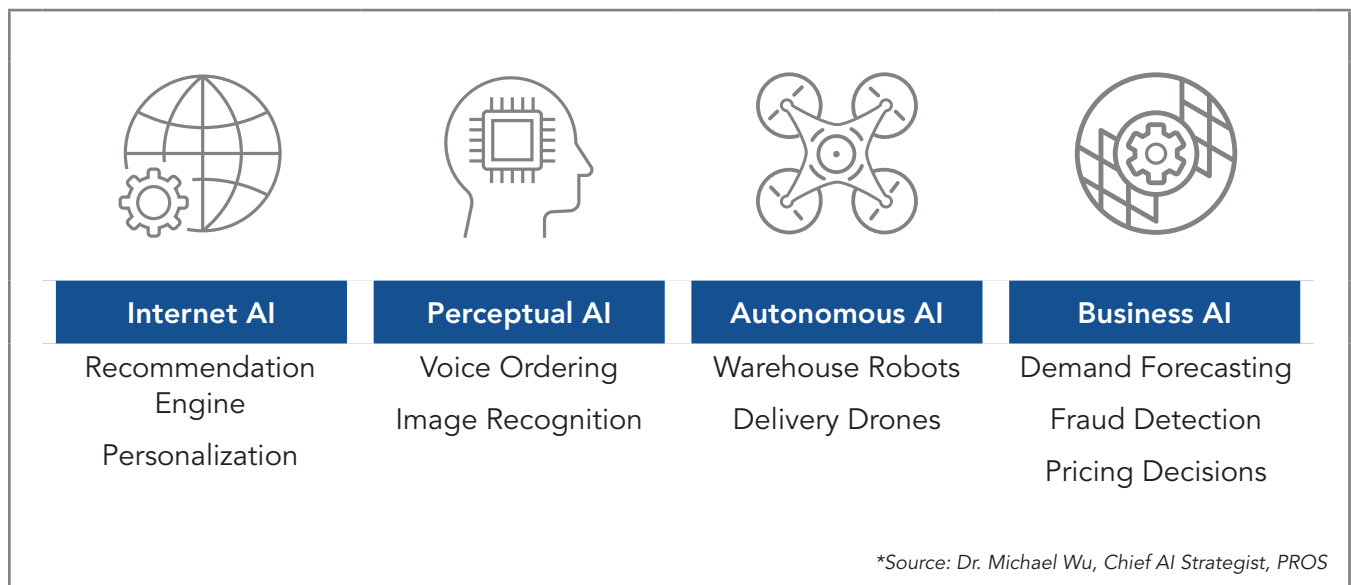 Internet AI
Recommendation
Engine
Personalization
Perceptual AI
Voice Ordering
Image Recognition
Autonomous AI
Warehouse Robots
Delivery Drones
Business AI
Demand Forecasting
Fraud Detection
Pricing Decisions
*Source: Dr. Michael Wu, Chief AI Strategist, PROS